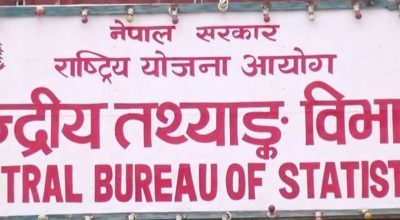 नेपाल सरकार
राष्ट्रिय योजना आयोग
न्द्रीय तथ्याङ्क विभा
TRAL BUREAU OF STATIST